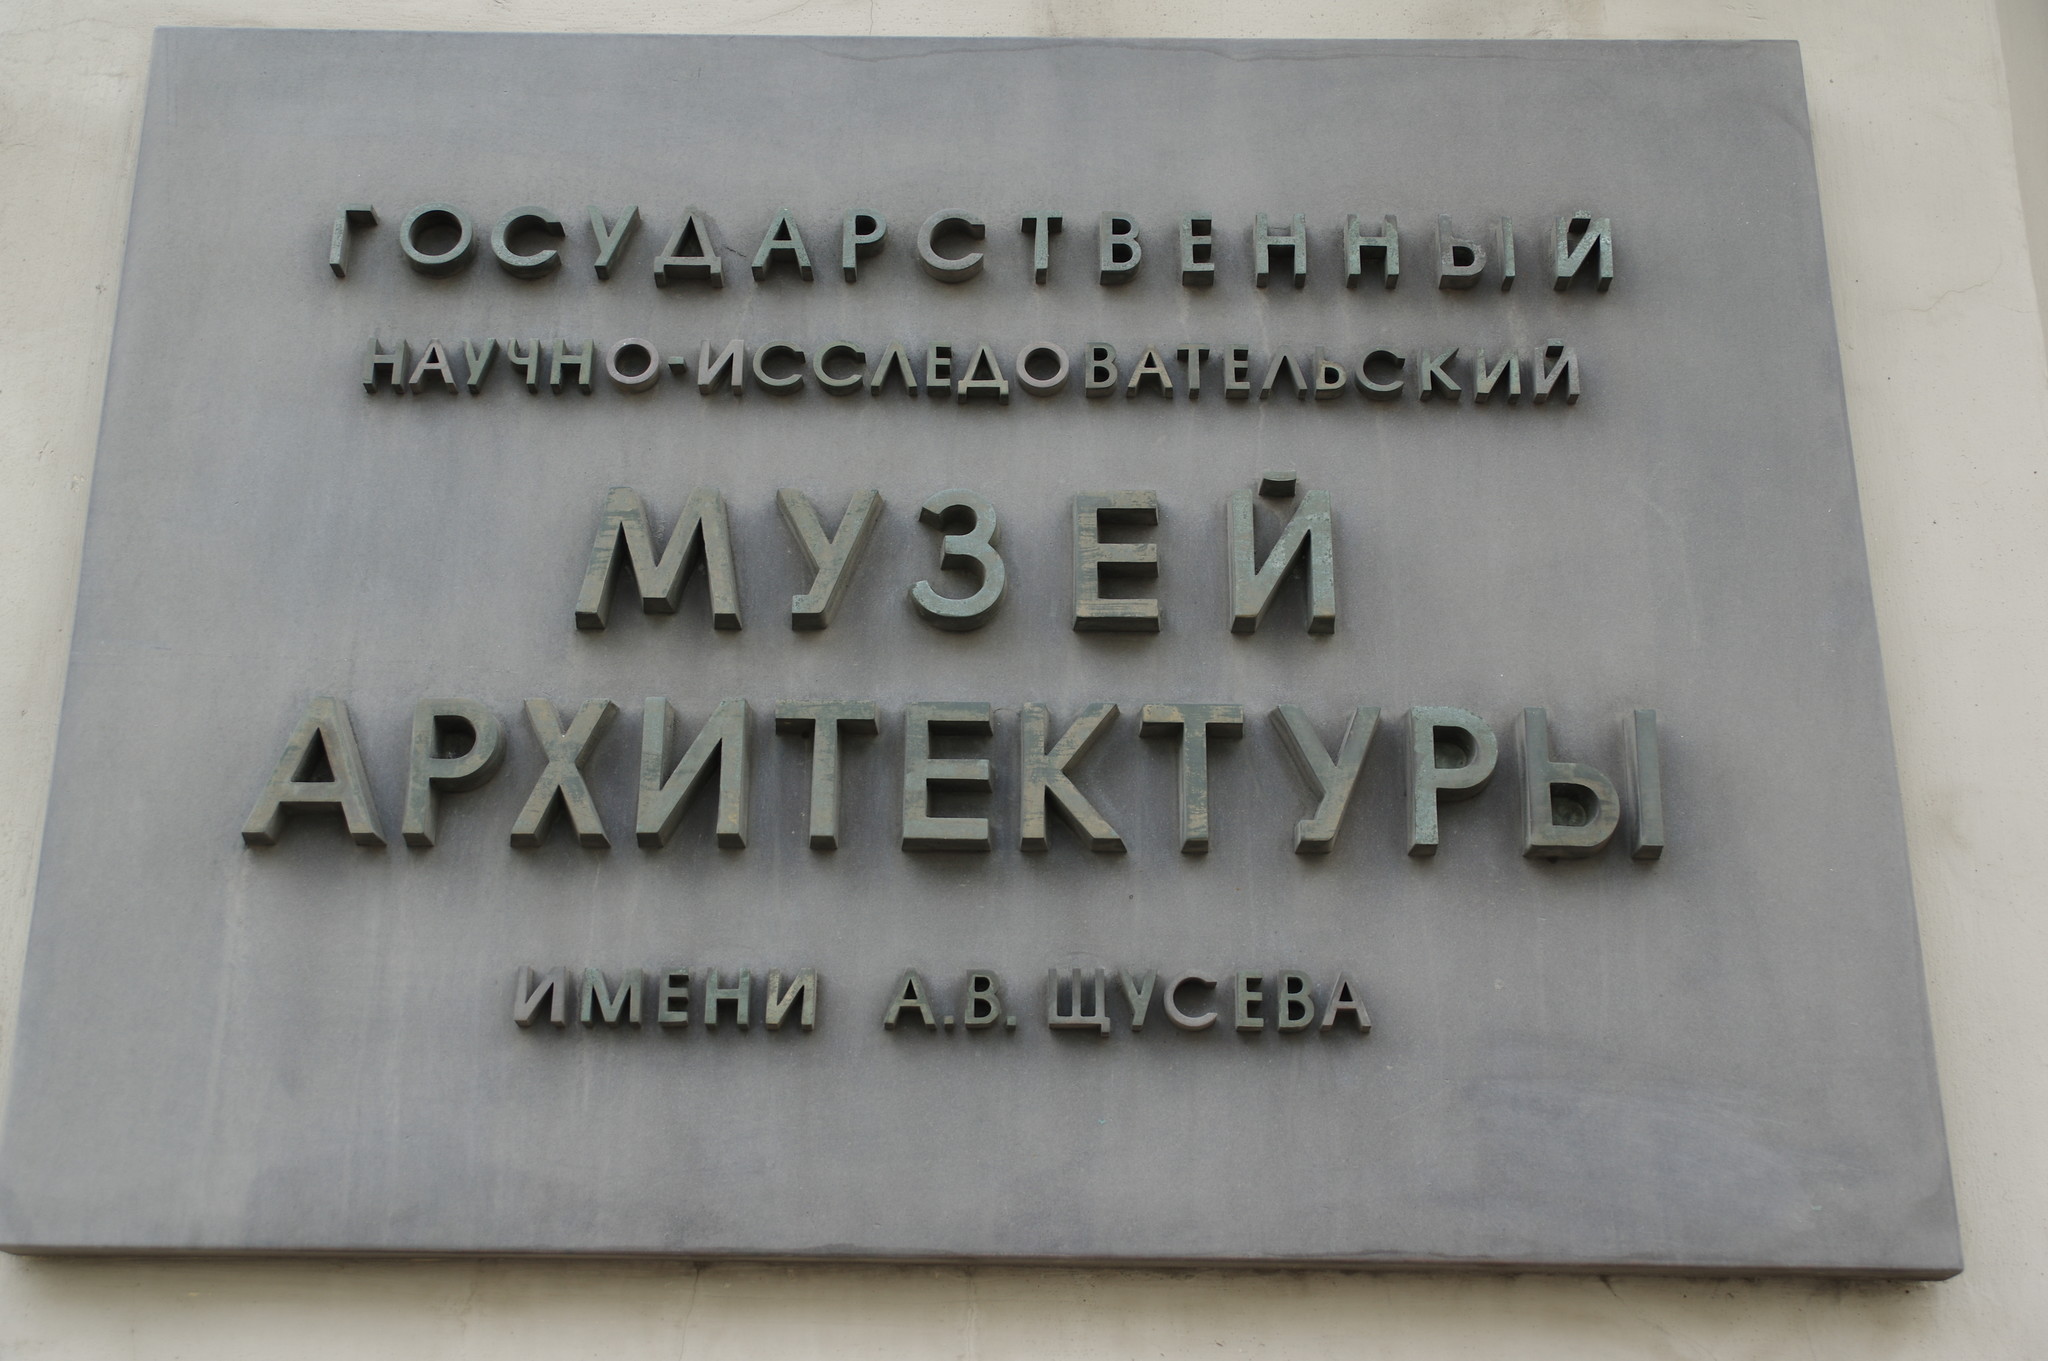 ГОСУДАРСТВЕННЫЙ
НАУЧНО-ИССЛЕДОВАТЕЛЬСКИЙ
МУЗЕЙ
АРХИТЕКТУРЫ
ИМЕНИ А.В. ЩУСЕВА